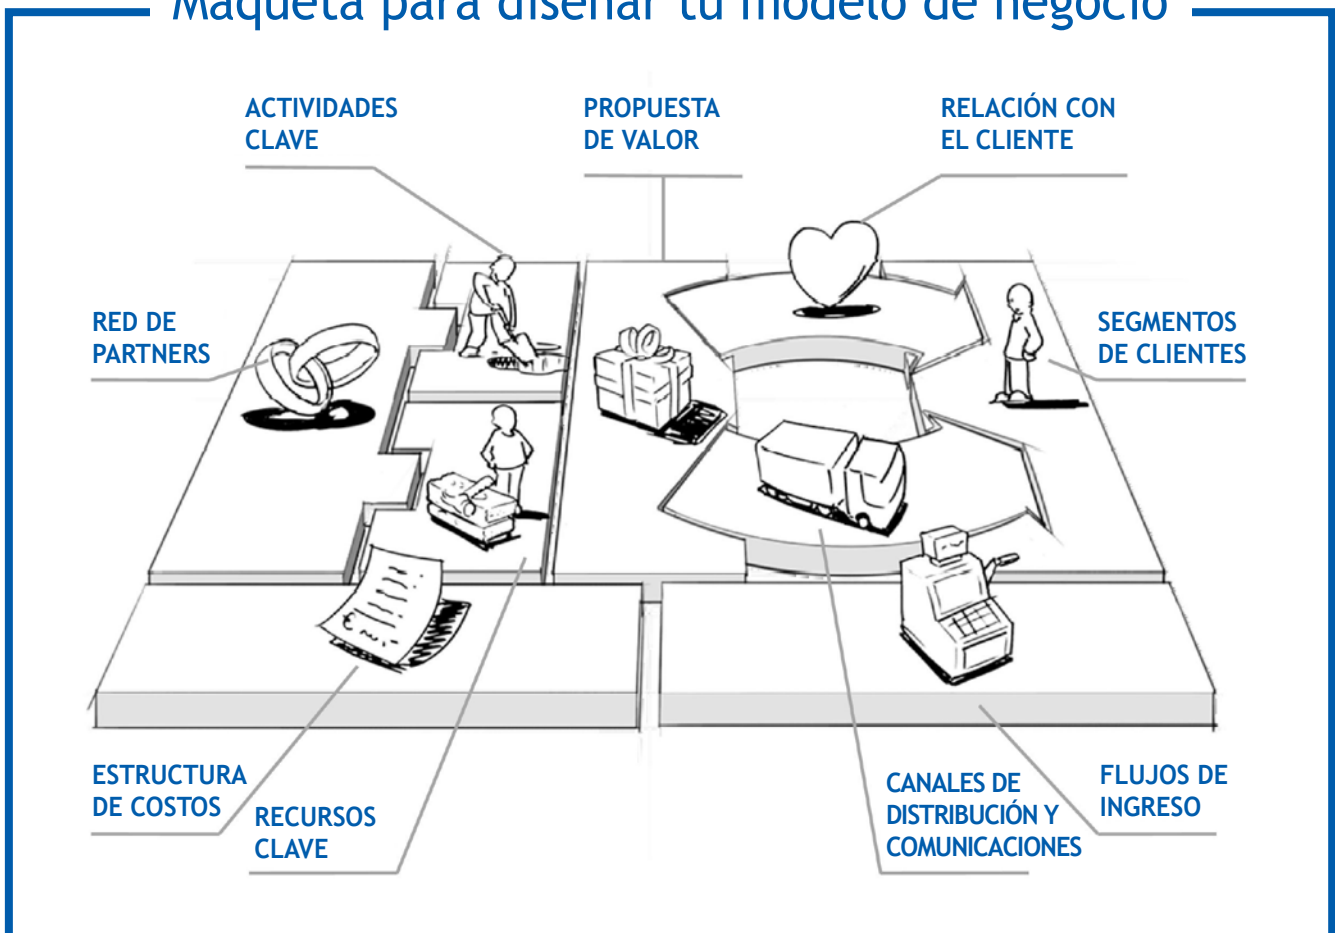 Maqueta para diseñar tu modelo de negocio
ACTIVIDADES
CLAVE
PROPUESTA
DE VALOR
RELACIÓN CON
EL CLIENTE
RED DE
PARTNERS
SEGMENTOS
DE CLIENTES
ESTRUCTURA
DE COSTOS
RECURSOS
CLAVE
CANALES DE
DISTRIBUCIÓN Y
COMUNICACIONES
FLUJOS DE
INGRESO